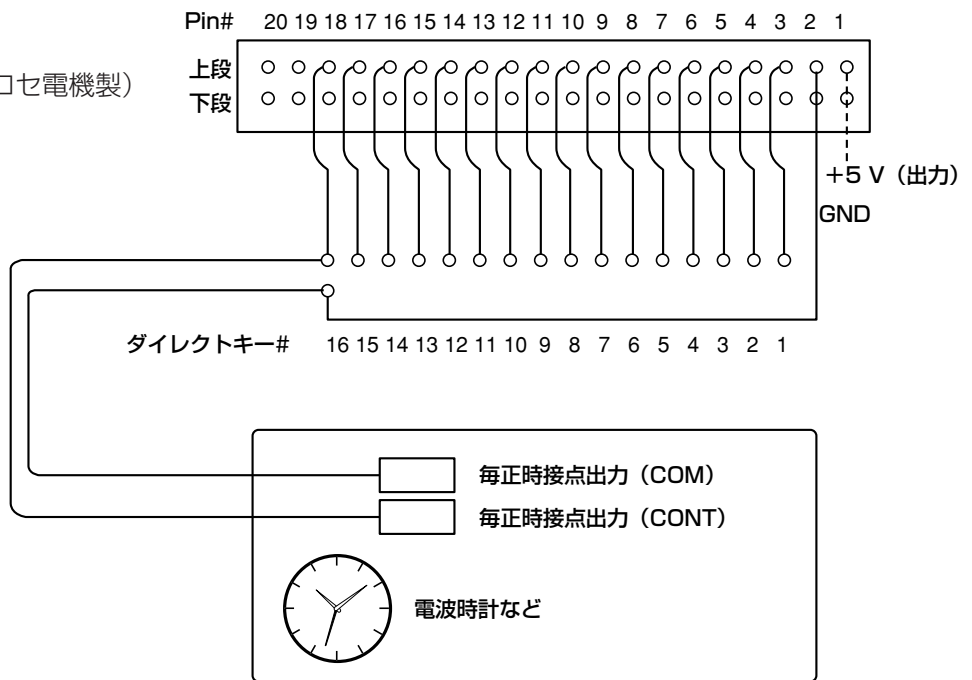 Pin# 20 19 18 17 16 15 14 13 12 11 10 9 8 7 6 5 4 3 2 1
上段
ロセ電機製）
下段
+5 V（出力）
GND
ダイレクトキー# 16 15 14 13 12 11 10 9 8 7 6 5 4 3 2 1
毎正時接点出力（COM）
毎正時接点出力（CONT）
電波時計など